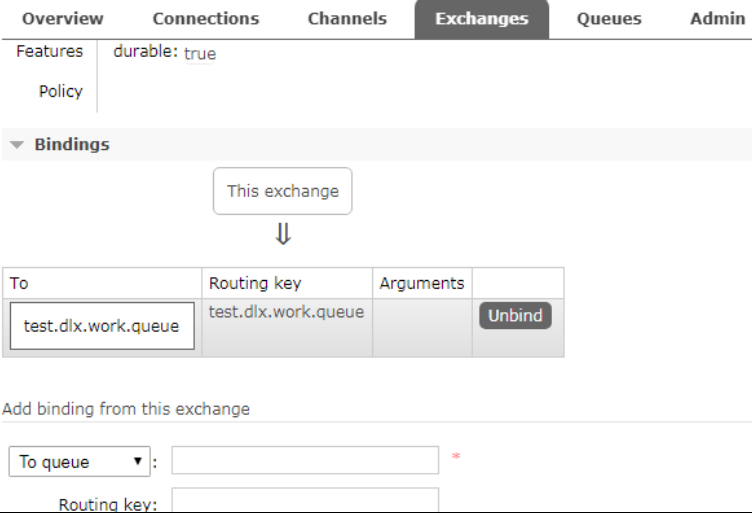 Overview Connections Channels Exchanges Queues Admin
Features durable: true
Policy
Bindings
This exchange
To Routing key Arguments
test.dlx.work.queue test.dlx.work.queue Unbind
Add binding from this exchange
To queue : *
Routing key: